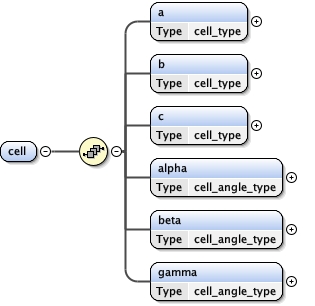 a
Type cell_type
b
Type cell_type
c
Type cell_type
cell
alpha
Type cell_angle_type
beta
Type cell_angle_type
gamma
Type cell_angle_type